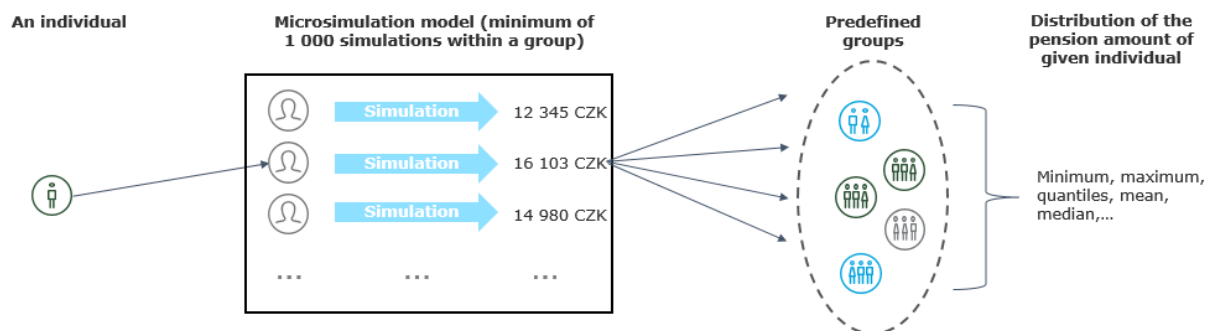 An individual
Microsimulation model (minimum of
1 000 simulations within a group)
Predefined
groups
Distribution of the
pension amount of
given individual
Simulation
12 345 CZK
Simulation
16 103 CZK
Simulation
14 980 CZK
... ... ...
Minimum, maximum,
quantiles, mean,
median,...